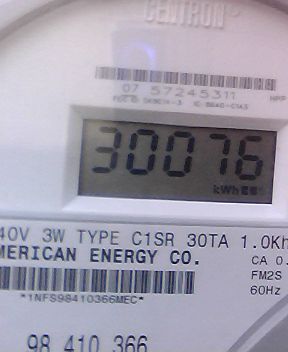 CENTRON
07 57245311
30076
kWh
40V 3W TYPE C1SR 30TA 1.0Kh
MERICAN ENERGY CO.
CA 0.
FM2S
60Hz
*1NFS98410366MEC*
98 410 366